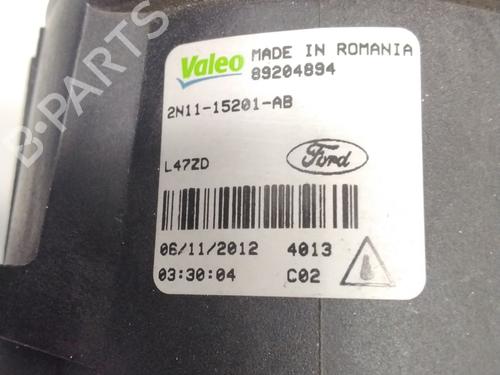 B-PARTS
Valeo MADE IN ROMANIA
89204894
2N11-15201-AB
L47ZD Ford
06/11/2012 4013
03:30:04 C02